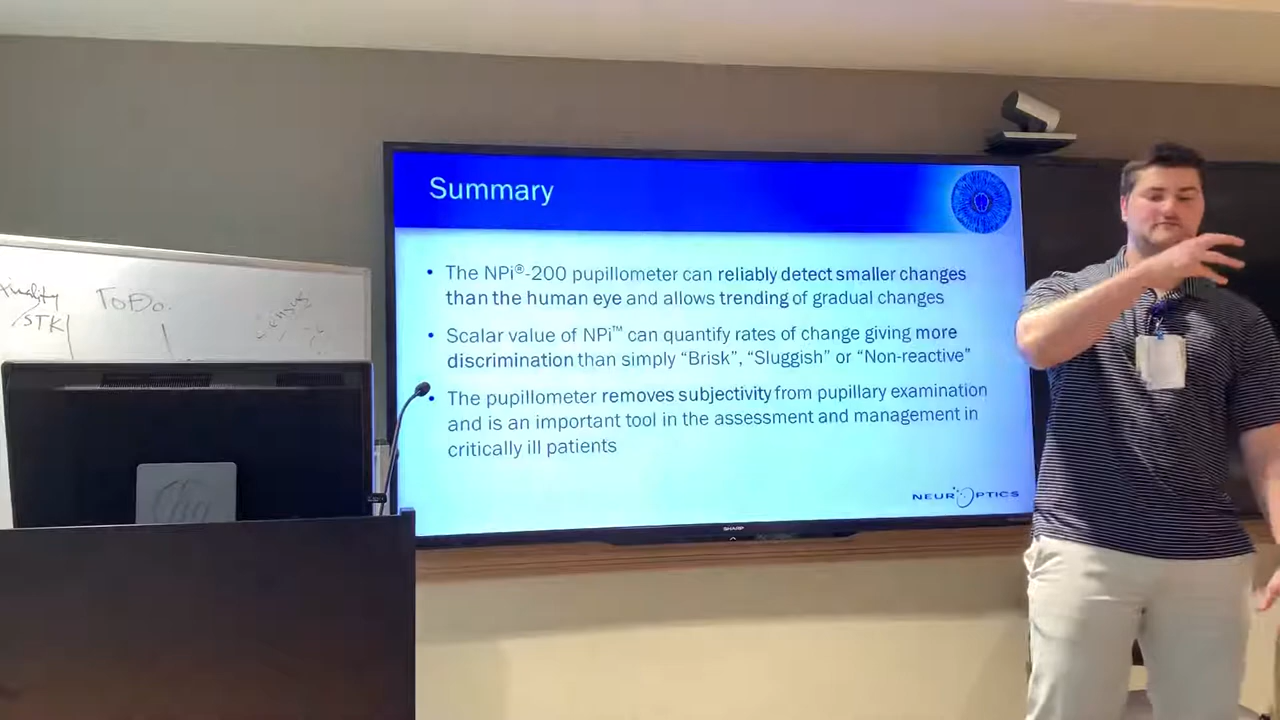 Summary
• The NPi®-200 pupillometer can reliably detect smaller changes
than the human eye and allows trending of gradual changes
• Scalar value of NPi™ can quantify rates of change giving more
discrimination than simply “Brisk”, “Sluggish” or “Non-reactive”
• The pupillometer removes subjectivity from pupillary examination
and is an important tool in the assessment and management in
critically ill patients
NEUROPTICS
SHARP
ToDo.
/STK